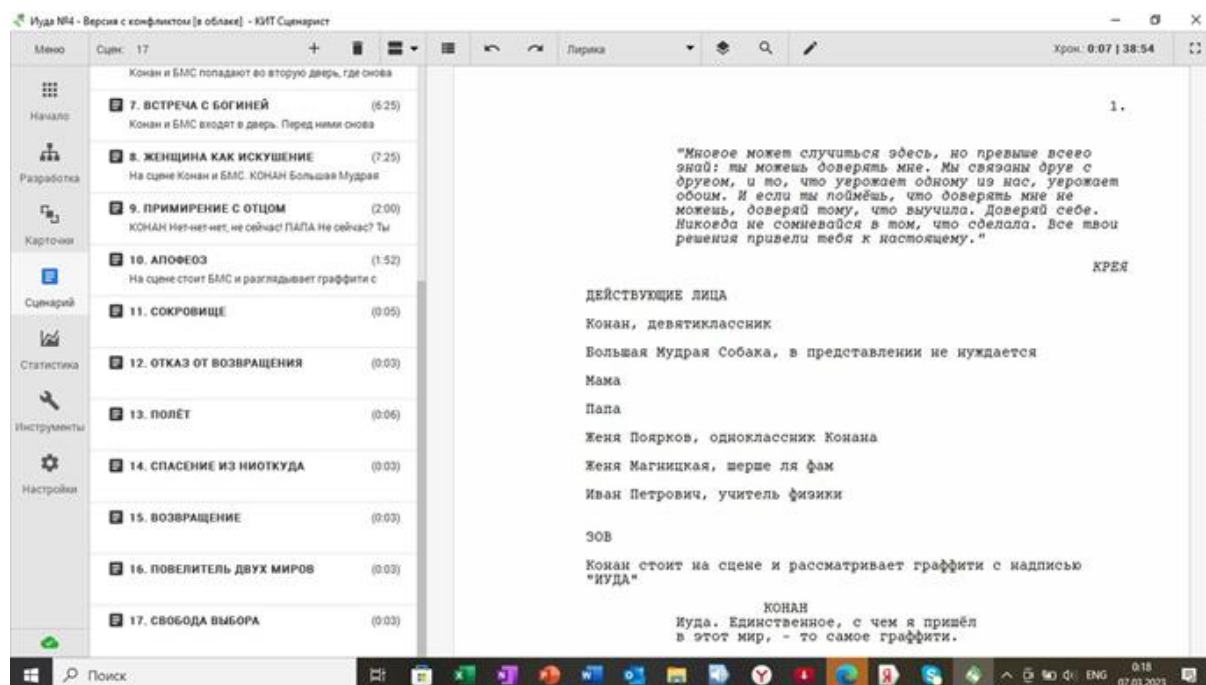 Иуда №4 - Версия с конфликтом [в облаке] - КИТ Сценарист
Меню
Сцен: 17
Лирика
Хрон.: 0:07 | 38:54
Начало
Разработка
Карточки
Сценарий
Статистика
Инструменты
Настройки
Конан и БМС попадают во вторую дверь, где снова
7. ВСТРЕЧА С БОГИНЕЙ (6:25)
Конан и БМС входят в дверь. Перед ними снова
8. ЖЕНЩИНА КАК ИСКУШЕНИЕ (7:25)
На сцене Конан и БМС. КОНАН Большая Мудрая
9. ПРИМИРЕНИЕ С ОТЦОМ (2:00)
КОНАН Нет-нет-нет, не сейчас! ПАПА Не сейчас? Ты
10. АПОФЕОЗ (1:52)
На сцене стоит БМС и разглядывает граффити с
11. СОКРОВИЩЕ (0:05)
12. ОТКАЗ ОТ ВОЗВРАЩЕНИЯ (0:03)
13. ПОЛЁТ (0:06)
14. СПАСЕНИЕ ИЗ НИОТКУДА (0:03)
15. ВОЗВРАЩЕНИЕ (0:03)
16. ПОВЕЛИТЕЛЬ ДВУХ МИРОВ (0:03)
17. СВОБОДА ВЫБОРА (0:03)
1.
"Многое может случиться здесь, но превыше всего
знай: ты можешь доверять мне. Мы связаны друг с
другом, и то, что угрожает одному из нас, угрожает
обоим. И если ты поймёшь, что доверять мне не
можешь, доверяй тому, что выучила. Доверяй себе.
Никогда не сомневайся в том, что сделала. Все твои
решения привели тебя к настоящему."
КРЕЯ
ДЕЙСТВУЮЩИЕ ЛИЦА
Конан, девятиклассник
Большая Мудрая Собака, в представлении не нуждается
Мама
Папа
Женя Поярков, одноклассник Конана
Женя Магницкая, шерше ля фам
Иван Петрович, учитель физики
ЗОВ
Конан стоит на сцене и рассматривает граффити с надписью
"ИУДА"
КОНАН
Иуда. Единственное, с чем я пришёл
в этот мир, - то самое граффити.
Поиск
ENG
0:18
07.03.2023